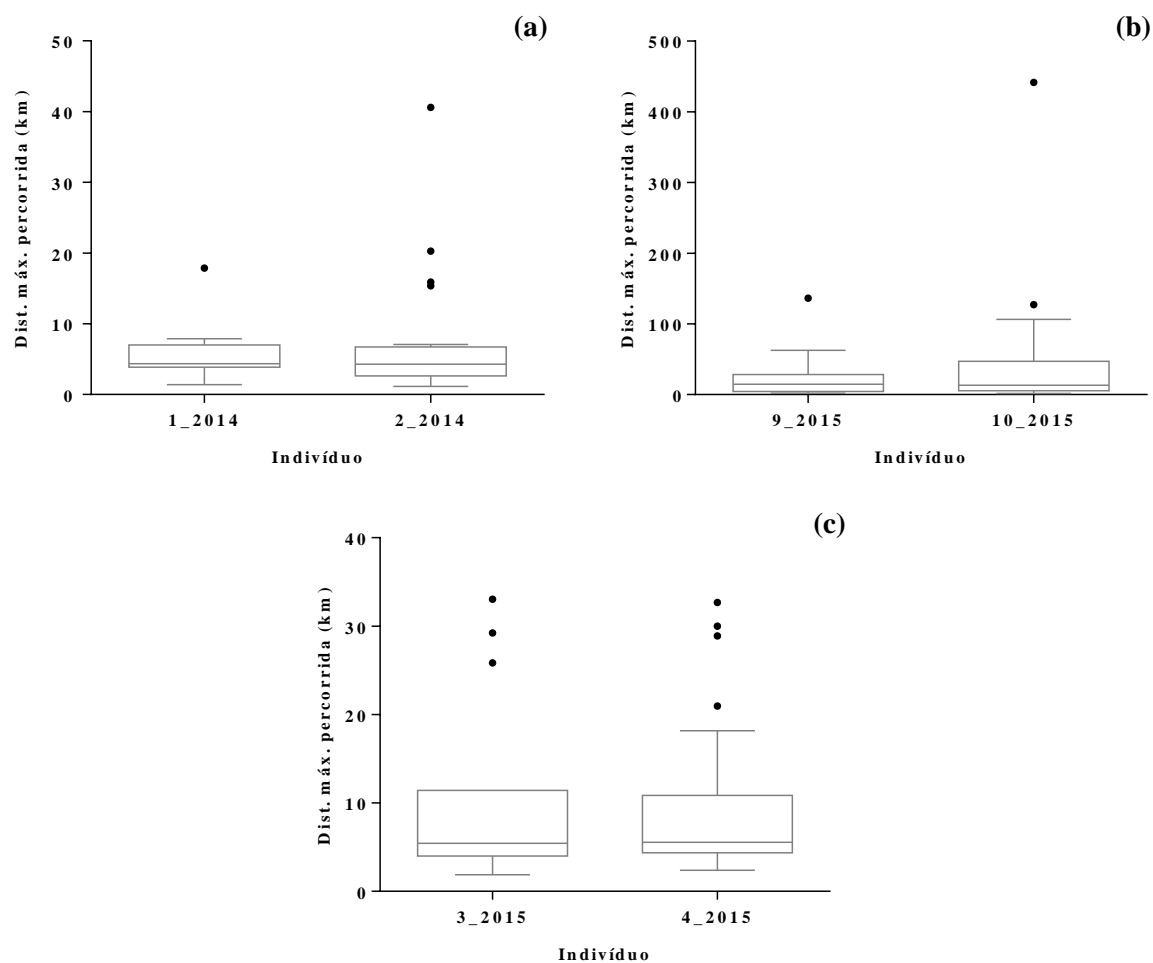 (a)
Dist. máx. percorrida (km)
50
40
30
20
10
0
1_2014 2_2014
Indivíduo
(b)
Dist. máx. percorrida (km)
500
400
300
200
100
0
9_2015 10_2015
Indivíduo
(c)
Dist. máx. percorrida (km)
40
30
20
10
0
3_2015 4_2015
Indivíduo